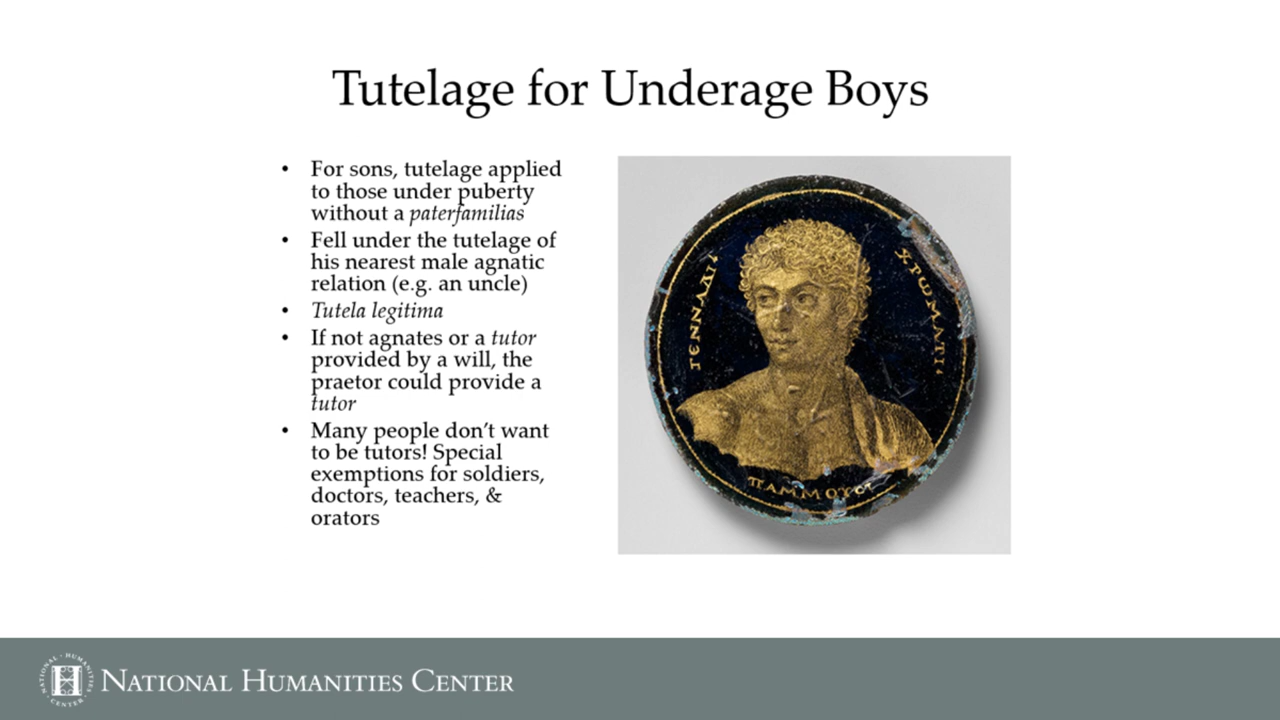 Tutelage for Underage Boys
• For sons, tutelage applied
to those under puberty
without a paterfamilias
• Fell under the tutelage of
his nearest male agnatic
relation (e.g. an uncle)
• Tutela legitima
• If not agnates or a tutor
provided by a will, the
praetor could provide a
tutor
• Many people don’t want
to be tutors! Special
exemptions for soldiers,
doctors, teachers, &
orators
ΓΕΝΝΑΔΙ
ΧΡΩΜΑΤΙ
NATIONAL · HUMANITIES · CENTER ·
H
NATIONAL HUMANITIES CENTER